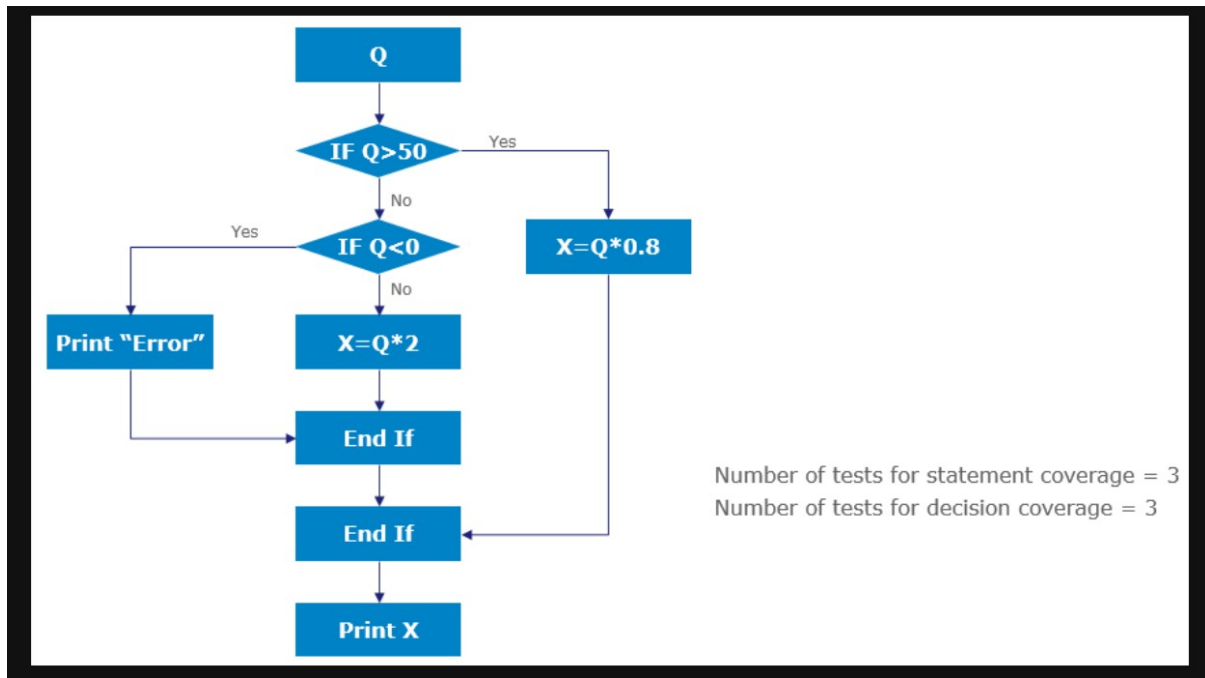 Q
IF Q>50
Yes
No
Yes
IF Q<0
X=Q*0.8
No
Print “Error”
X=Q*2
End If
Number of tests for statement coverage = 3
Number of tests for decision coverage = 3
End If
Print X